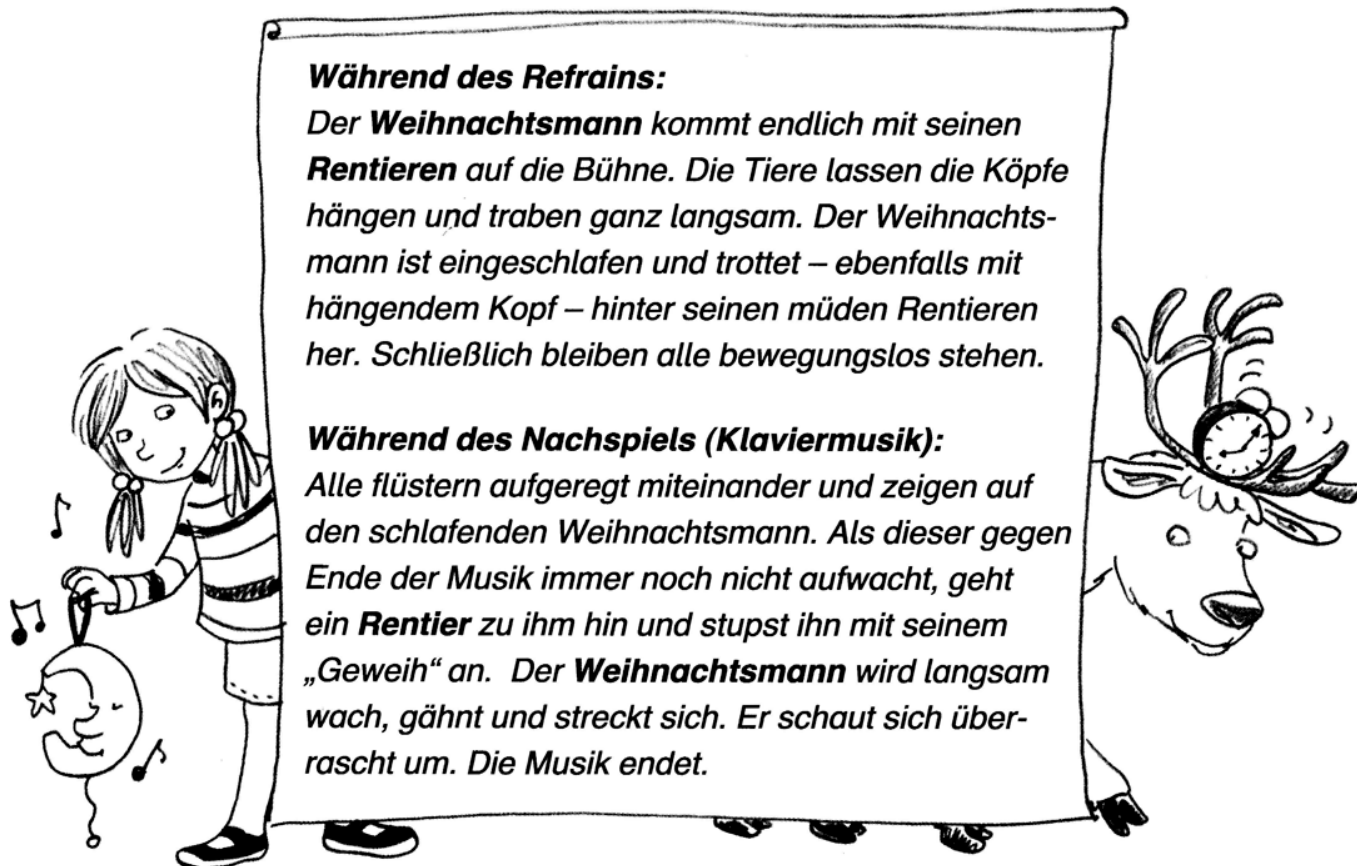 Während des Refrains:
Der Weihnachtsmann kommt endlich mit seinen
Rentieren auf die Bühne. Die Tiere lassen die Köpfe
hängen und traben ganz langsam. Der Weihnachts-
mann ist eingeschlafen und trottet – ebenfalls mit
hängendem Kopf – hinter seinen müden Rentieren
her. Schließlich bleiben alle bewegungslos stehen.
Während des Nachspiels (Klaviermusik):
Alle flüstern aufgeregt miteinander und zeigen auf
den schlafenden Weihnachtsmann. Als dieser gegen
Ende der Musik immer noch nicht aufwacht, geht
ein Rentier zu ihm hin und stupst ihn mit seinem
„Geweih“ an. Der Weihnachtsmann wird langsam
wach, gähnt und streckt sich. Er schaut sich über-
rascht um. Die Musik endet.